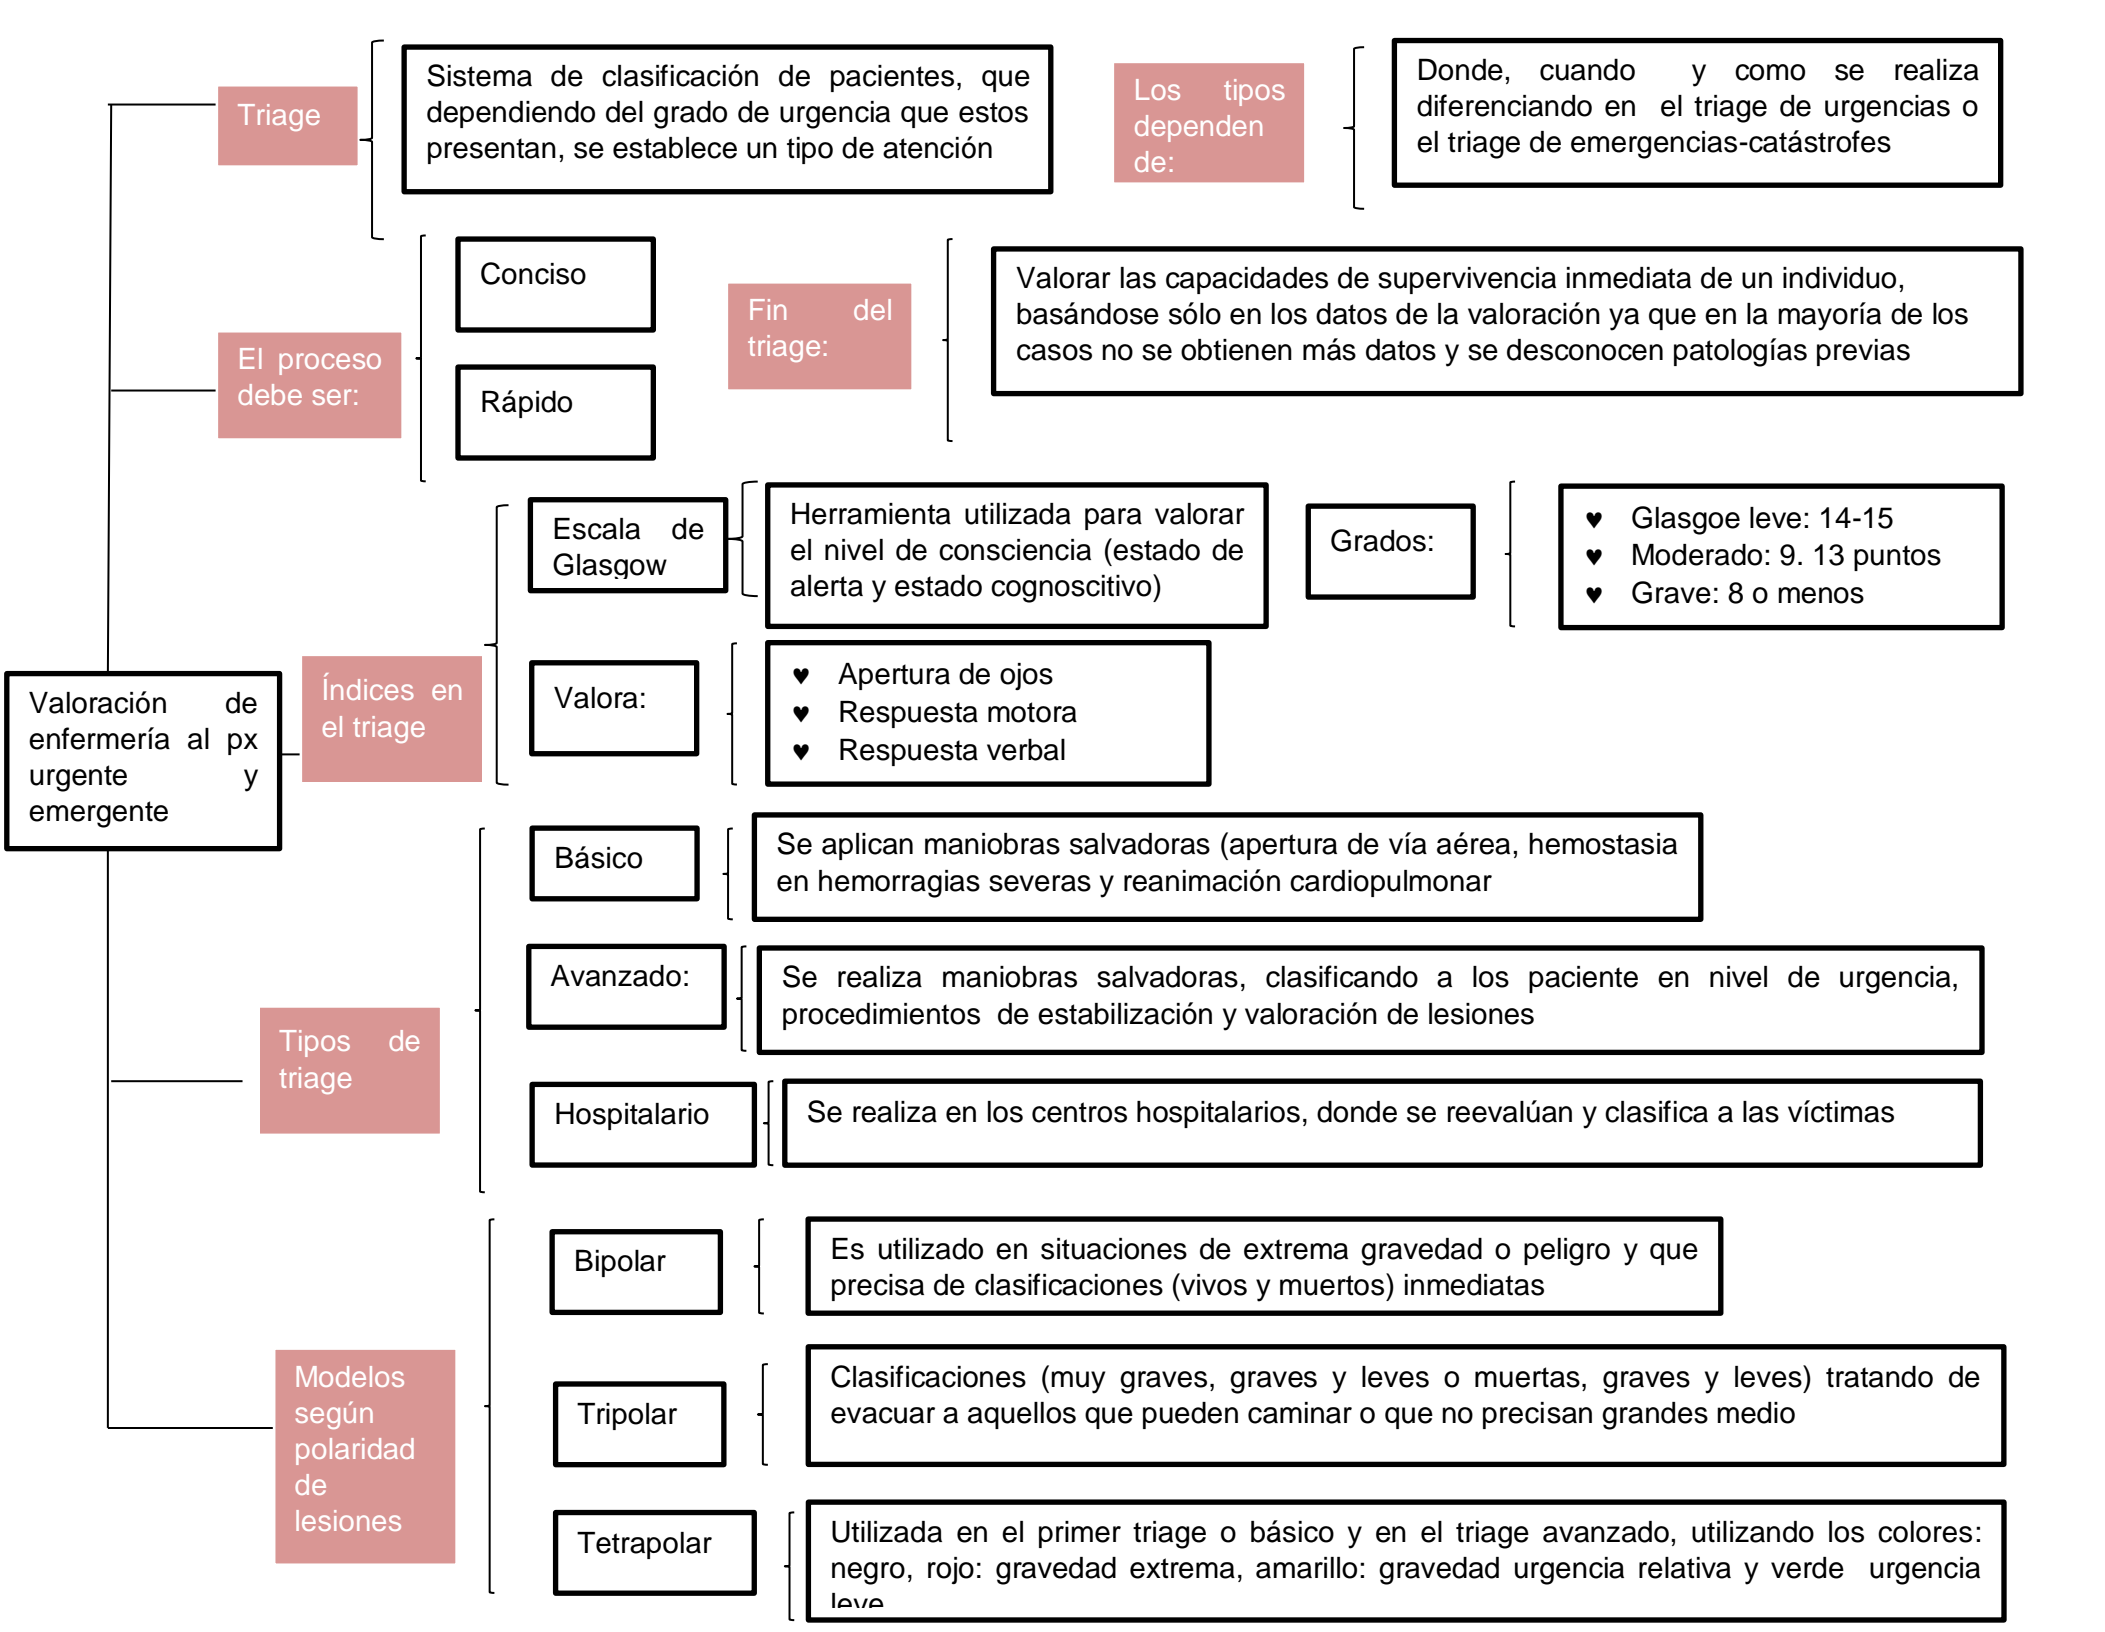 Triage
Sistema de clasificación de pacientes, que
dependiendo del grado de urgencia que estos
presentan, se establece un tipo de atención
Los tipos
dependen
de:
Donde, cuando y como se realiza
diferenciando en el triage de urgencias o
el triage de emergencias-catástrofes
El proceso
debe ser:
Conciso
Rápido
Fin del
triage:
Valorar las capacidades de supervivencia inmediata de un individuo,
basándose sólo en los datos de la valoración ya que en la mayoría de los
casos no se obtienen más datos y se desconocen patologías previas
Valoración de
enfermería al px
urgente y
emergente
Índices en
el triage
Escala de
Glasgow
Herramienta utilizada para valorar
el nivel de consciencia (estado de
alerta y estado cognoscitivo)
Grados:
♥ Glasgoe leve: 14-15
♥ Moderado: 9. 13 puntos
♥ Grave: 8 o menos
Valora:
♥ Apertura de ojos
♥ Respuesta motora
♥ Respuesta verbal
Tipos de
triage
Básico
Se aplican maniobras salvadoras (apertura de vía aérea, hemostasia
en hemorragias severas y reanimación cardiopulmonar
Avanzado:
Se realiza maniobras salvadoras, clasificando a los paciente en nivel de urgencia,
procedimientos de estabilización y valoración de lesiones
Hospitalario
Se realiza en los centros hospitalarios, donde se reevalúan y clasifica a las víctimas
Modelos
según
polaridad
de
lesiones
Bipolar
Es utilizado en situaciones de extrema gravedad o peligro y que
precisa de clasificaciones (vivos y muertos) inmediatas
Tripolar
Clasificaciones (muy graves, graves y leves o muertas, graves y leves) tratando de
evacuar a aquellos que pueden caminar o que no precisan grandes medio
Tetrapolar
Utilizada en el primer triage o básico y en el triage avanzado, utilizando los colores:
negro, rojo: gravedad extrema, amarillo: gravedad urgencia relativa y verde urgencia
leve